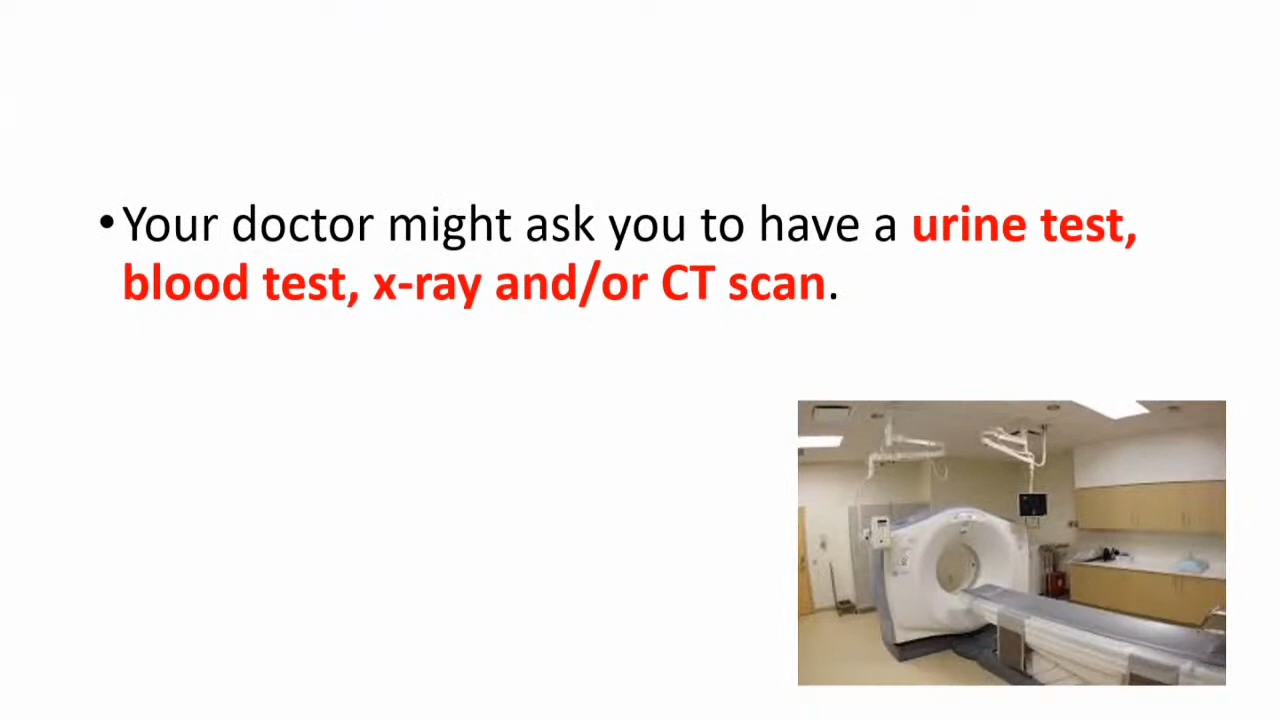 •Your doctor might ask you to have a urine test,
blood test, x-ray and/or CT scan.